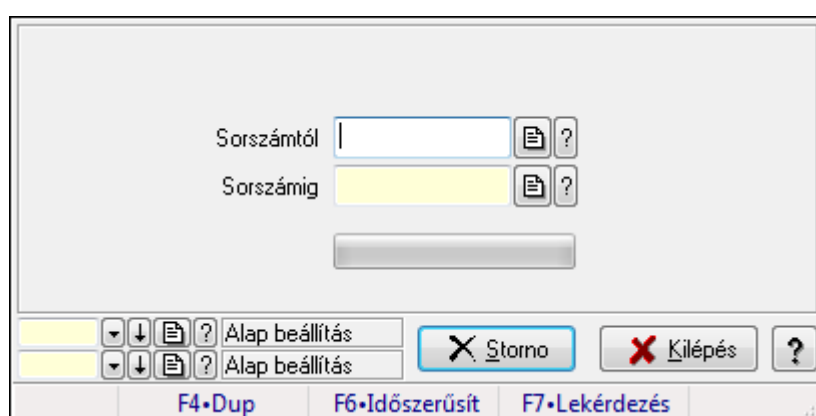 Sorszámtól ?
Sorszámig ?
? Alap beállítás
? Alap beállítás
Storno Kilépés ?
F4•Dup F6•Időszerűsít F7•Lekérdezés